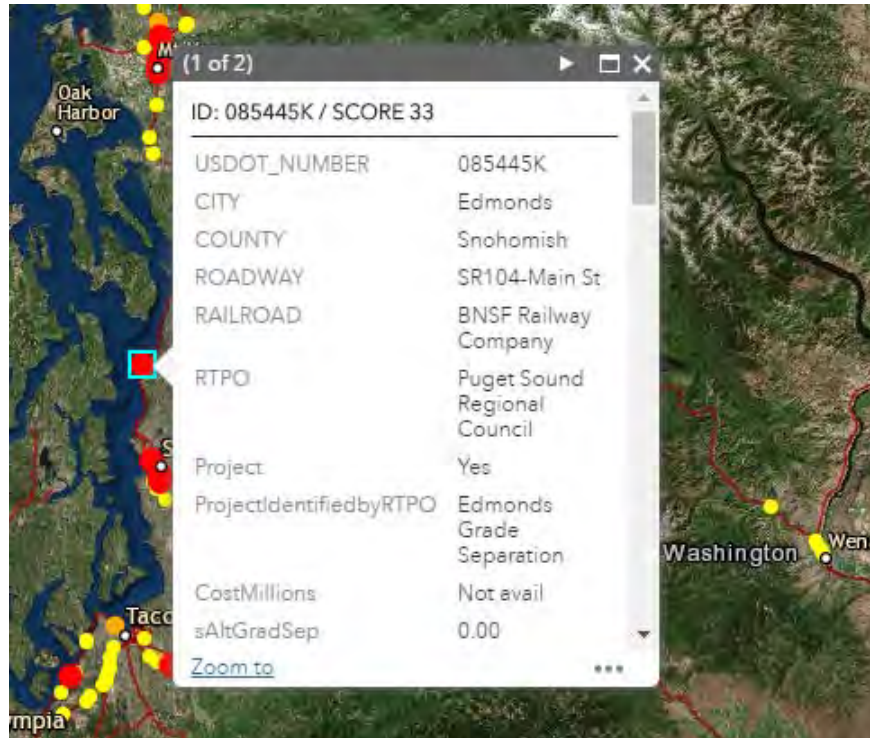 (1 of 2)
ID: 085445K / SCORE 33
USDOT_NUMBER 085445K
CITY Edmonds
COUNTY Snohomish
ROADWAY SR104-Main St
RAILROAD BNSF Railway
Company
RTPO Puget Sound
Regional
Council
Project Yes
ProjectIdentifiedbyRTPO Edmonds
Grade
Separation
CostMillions Not avail
sAltGradSep 0.00
Zoom to
Oak
Harbor
M
S
Taco
ympia
Washington
Wen